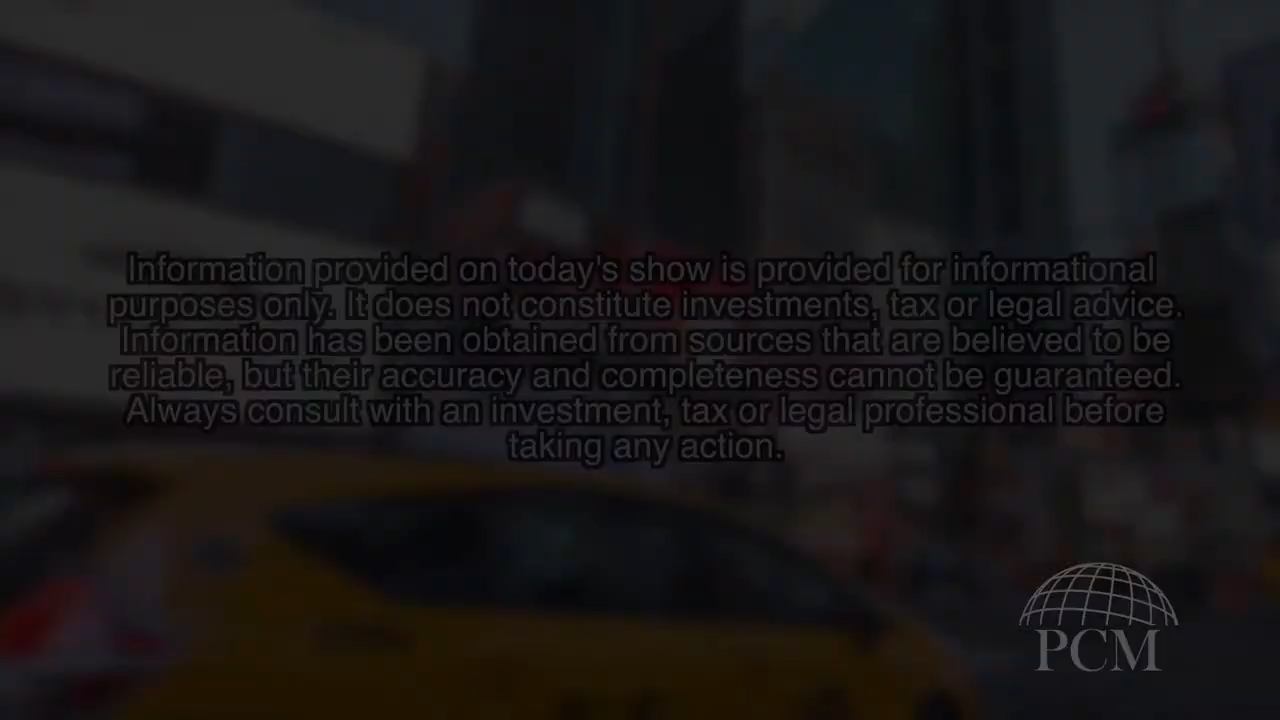 Information provided on today's show is provided for informational
purposes only. It does not constitute investments, tax or legal advice.
Information has been obtained from sources that are believed to be
reliable, but their accuracy and completeness cannot be guaranteed.
Always consult with an investment, tax or legal professional before
taking any action.
PCM